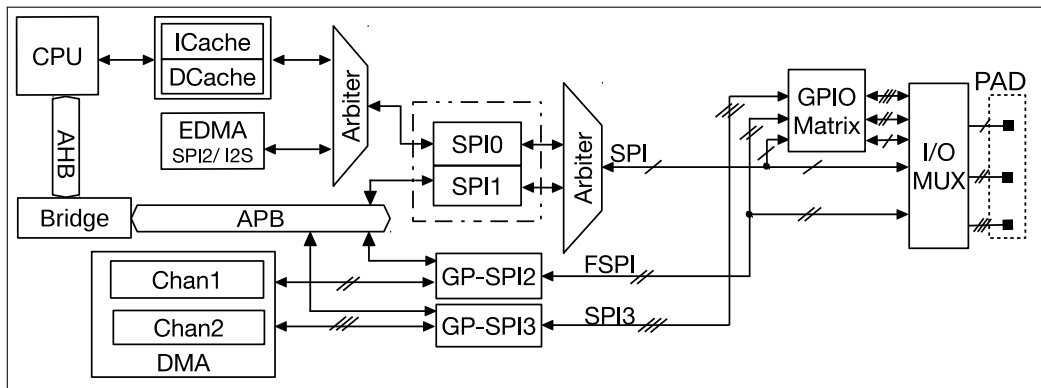 CPU
ICache
DCache
Arbiter
EDMA
SPI2/ I2S
AHB
Bridge
APB
SPI0
SPI1
Arbiter
SPI
GPIO
Matrix
I/O
MUX
PAD
DMA
Chan1
Chan2
GP-SPI2
GP-SPI3
FSPI
SPI3